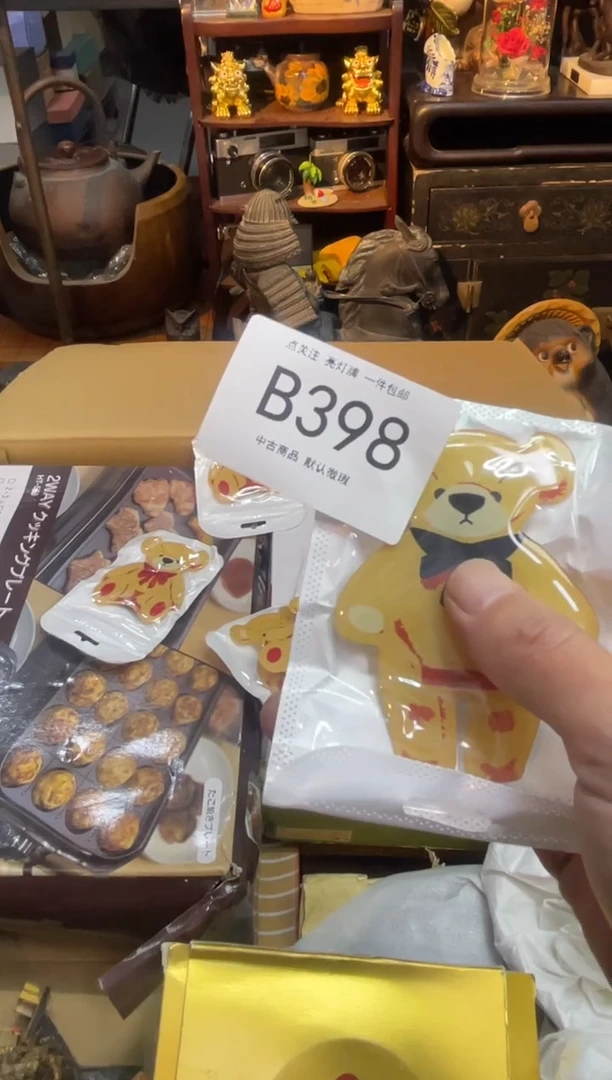 点关注 亮灯牌 一件包邮
B398
中古商品 默认微瑕
2WAY クッキングプレート
たこ焼きプレート